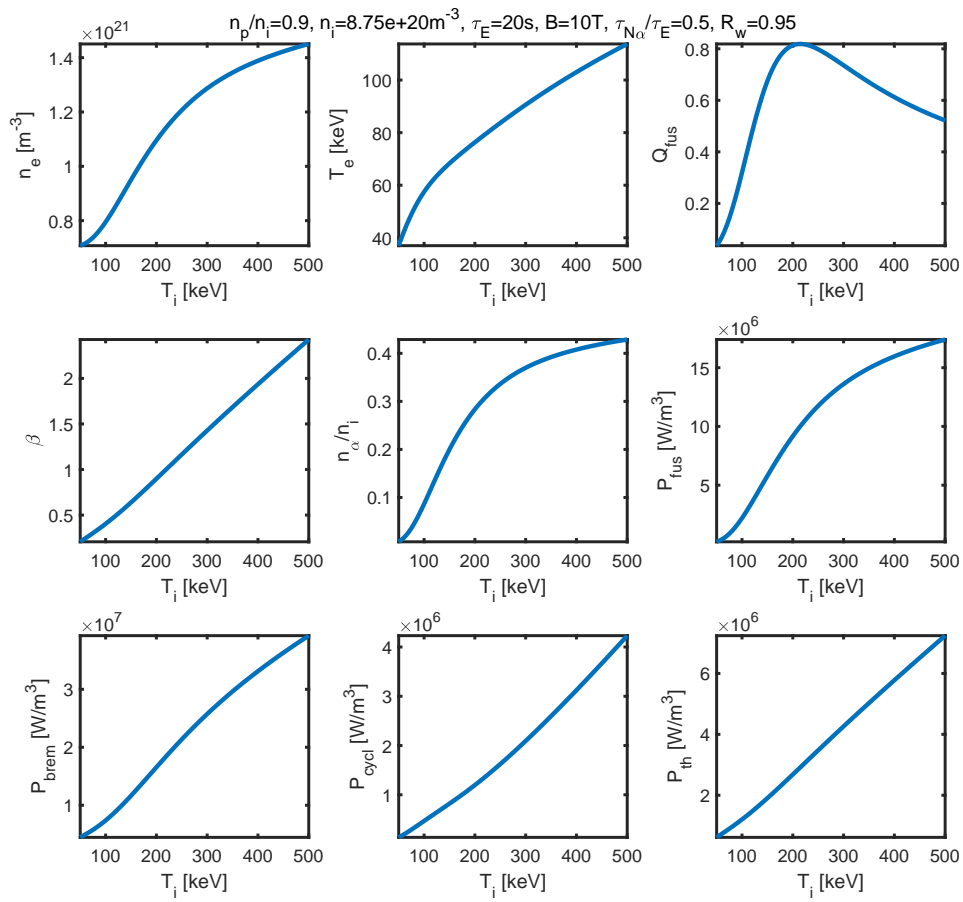 n_p/n_i=0.9, n_i=8.75e+20m^-3, τ_E=20s, B=10T, τ_Nα/τ_E=0.5, R_w=0.95
×10^21
n_e [m^-3]
1.4
1.2
1
0.8
100 200 300 400 500
T_i [keV]
T_e [keV]
100
80
60
40
100 200 300 400 500
T_i [keV]
Q_fus
0.8
0.6
0.4
0.2
100 200 300 400 500
T_i [keV]
β
2
1.5
1
0.5
100 200 300 400 500
T_i [keV]
n_α/n_i
0.4
0.3
0.2
0.1
100 200 300 400 500
T_i [keV]
×10^6
P_fus [W/m^3]
15
10
5
100 200 300 400 500
T_i [keV]
×10^7
P_brem [W/m^3]
3
2
1
100 200 300 400 500
T_i [keV]
×10^6
P_cycl [W/m^3]
4
3
2
1
100 200 300 400 500
T_i [keV]
×10^6
P_th [W/m^3]
6
4
2
100 200 300 400 500
T_i [keV]